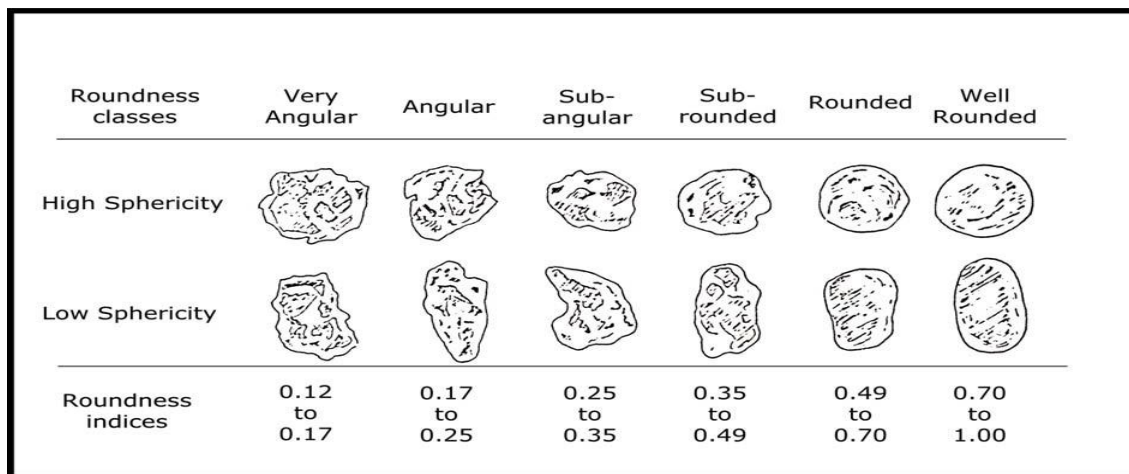 Roundness classes
Very Angular
Angular
Sub-angular
Sub-rounded
Rounded
Well Rounded
High Sphericity
Low Sphericity
Roundness indices
0.12 to 0.17
0.17 to 0.25
0.25 to 0.35
0.35 to 0.49
0.49 to 0.70
0.70 to 1.00